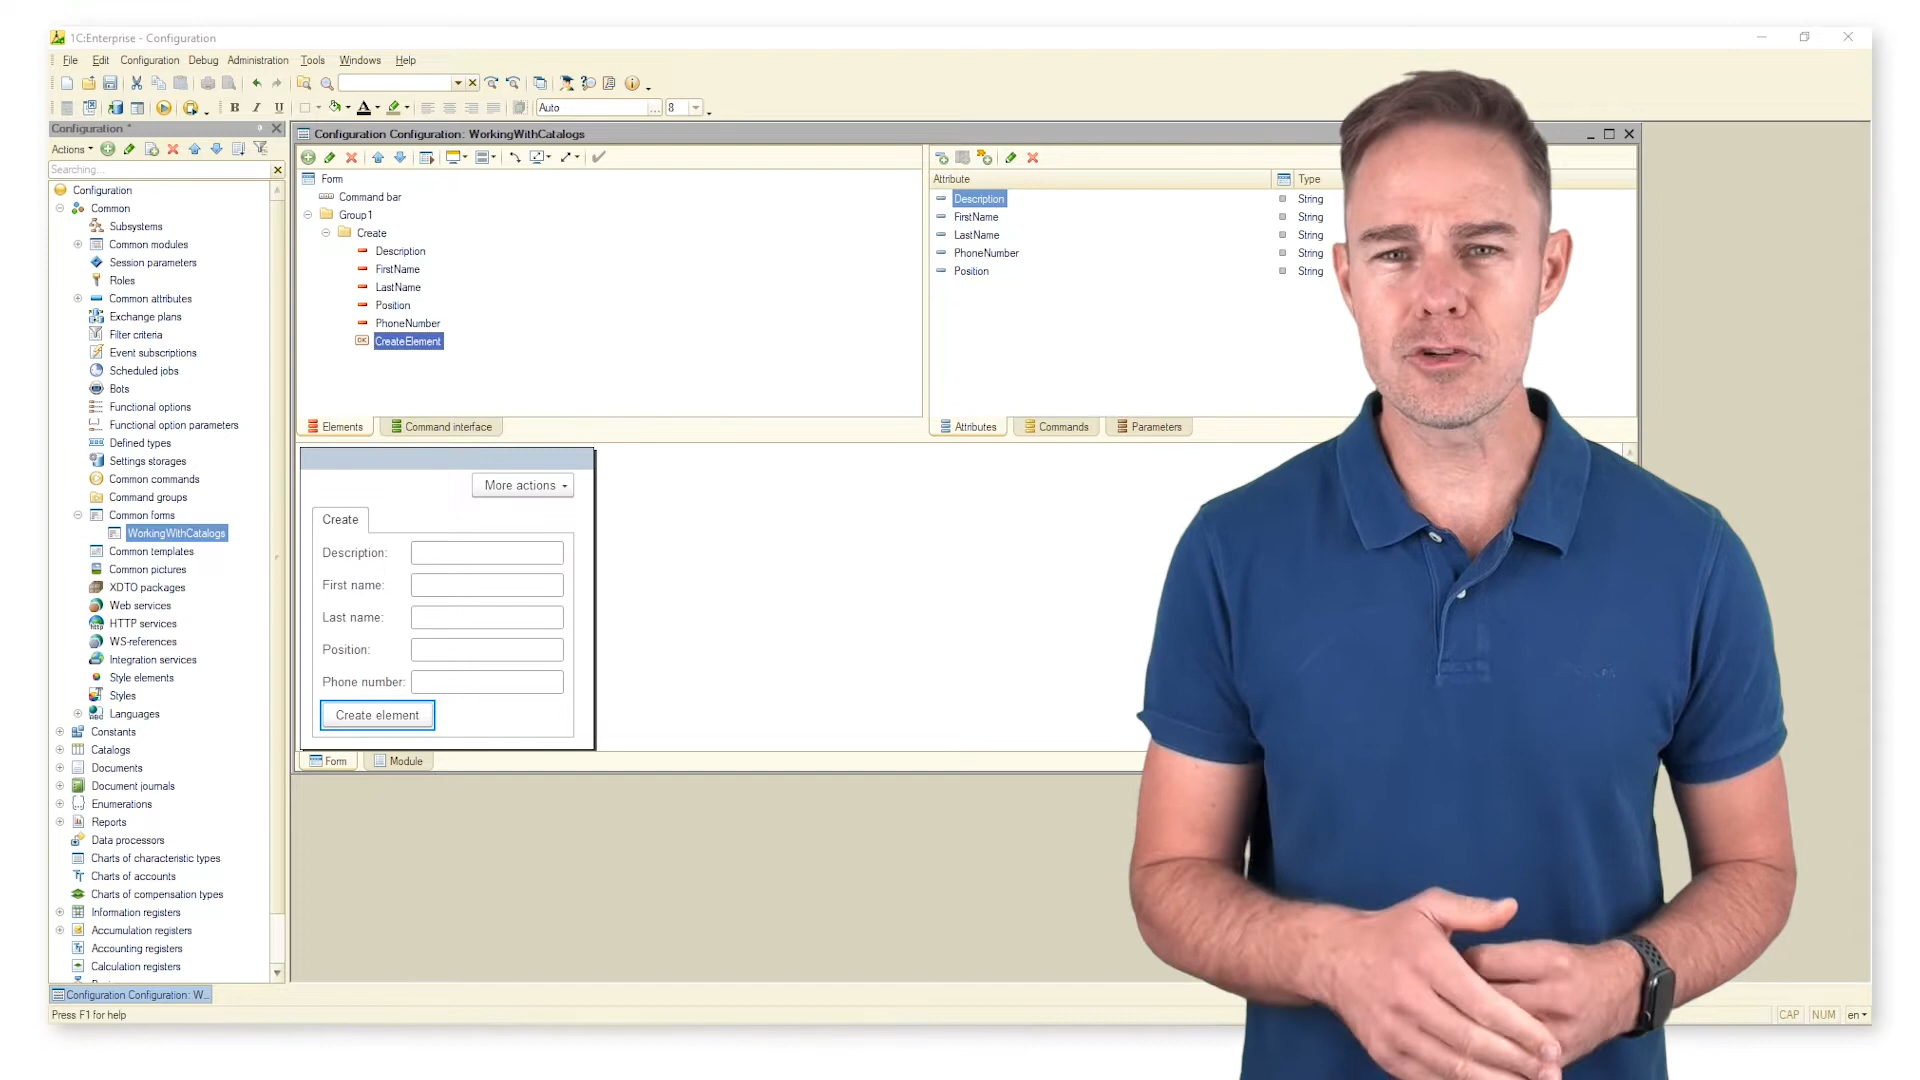 1C:Enterprise - Configuration
File Edit Configuration Debug Administration Tools Windows Help
B I U Auto ... 8
Configuration *
Actions
Searching...
Configuration
Common
Subsystems
Common modules
Session parameters
Roles
Common attributes
Exchange plans
Filter criteria
Event subscriptions
Scheduled jobs
Bots
Functional options
Functional option parameters
Defined types
Settings storages
Common commands
Command groups
Common forms
WorkingWithCatalogs
Common templates
Common pictures
XDTO packages
Web services
HTTP services
WS-references
Integration services
Style elements
Styles
Languages
Constants
Catalogs
Documents
Document journals
Enumerations
Reports
Data processors
Charts of characteristic types
Charts of accounts
Charts of compensation types
Information registers
Accumulation registers
Accounting registers
Calculation registers
Configuration Configuration: WorkingWithCatalogs
Form
Command bar
Group1
Create
Description
FirstName
LastName
Position
PhoneNumber
OK CreateElement
Elements Command interface
Attribute Type
Description String
FirstName String
LastName String
PhoneNumber String
Position String
Attributes Commands Parameters
More actions
Create
Description:
First name:
Last name:
Position:
Phone number:
Create element
Form Module
Configuration Configuration: W...
Press F1 for help
CAP NUM en